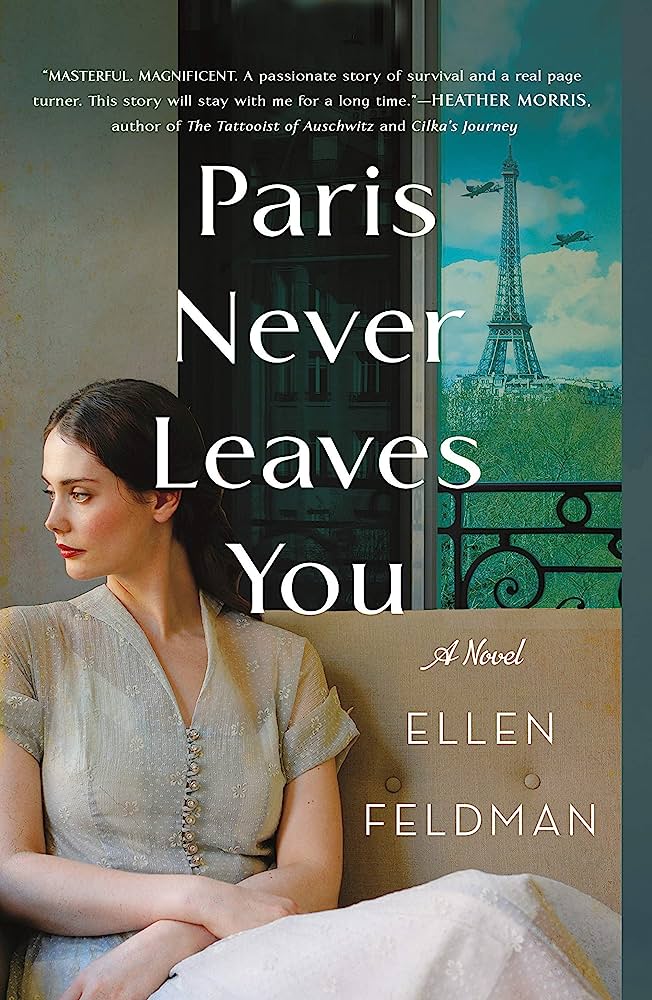 “MASTERFUL. MAGNIFICENT. A passionate story of survival and a real page
turner. This story will stay with me for a long time.”—HEATHER MORRIS,
author of The Tattooist of Auschwitz and Cilka’s Journey
Paris
Never
Leaves
You
A Novel
ELLEN
FELDMAN